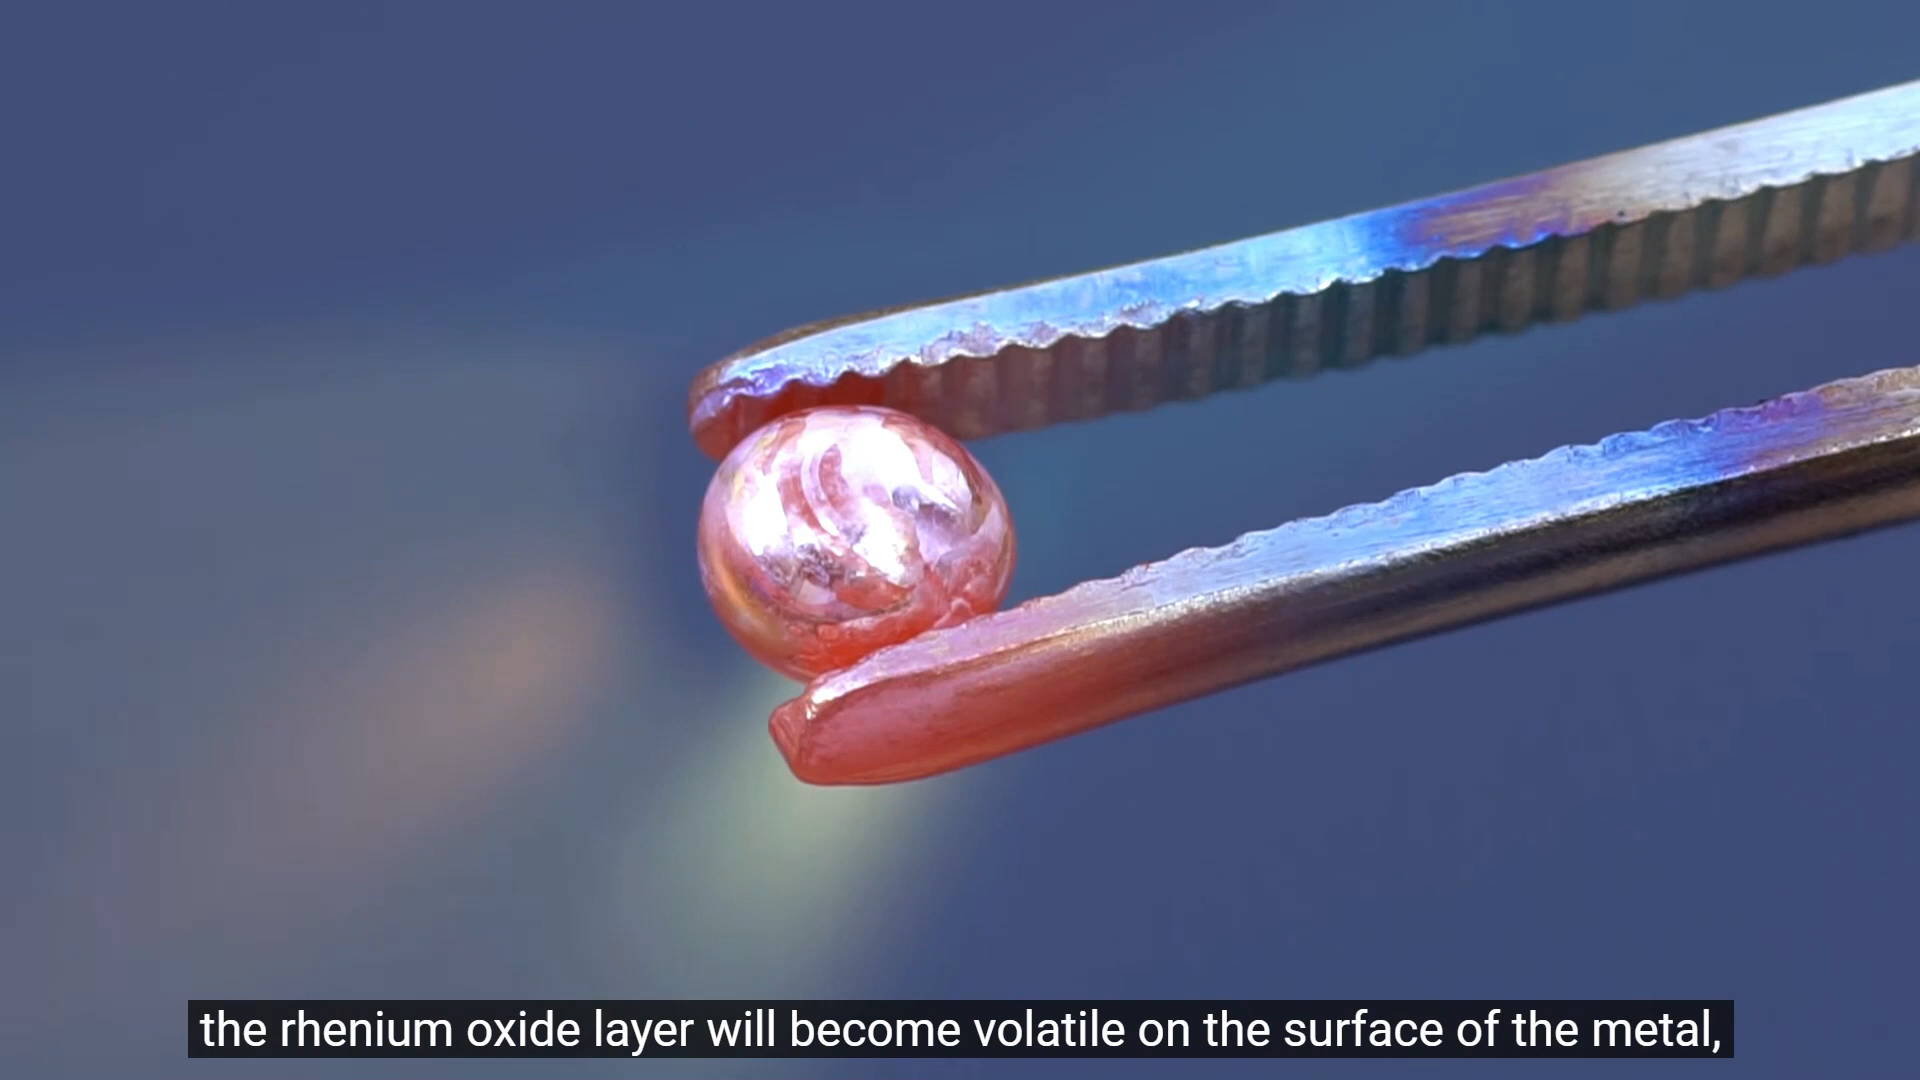 the rhenium oxide layer will become volatile on the surface of the metal,